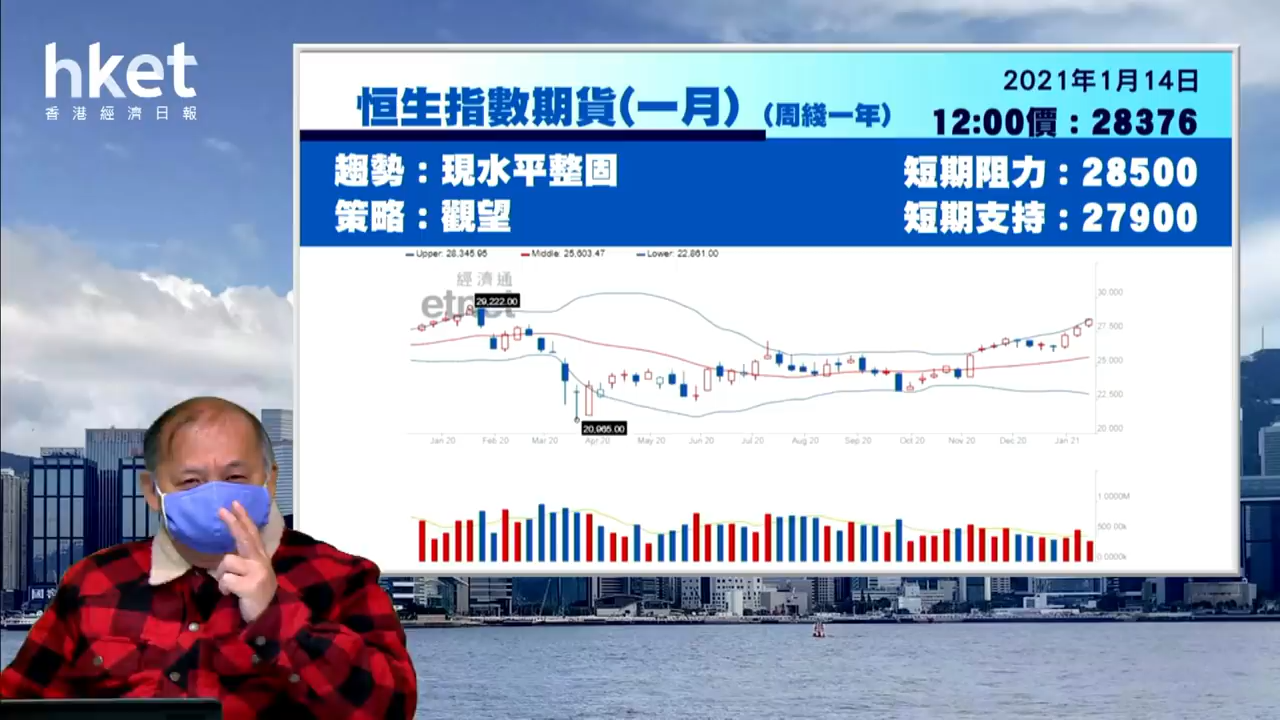 hket
香港經濟日報
恒生指數期貨(一月) (周綫一年)
2021年1月14日
12:00價：28376
趨勢：現水平整固
策略：觀望
短期阻力：28500
短期支持：27900
Upper: 28,345.95 Middle: 25,603.47 Lower: 22,861.00
經濟通
etnet
29,222.00
30,000
27,500
25,000
22,500
20,000
20,965.00
Jan 20 Feb 20 Mar 20 Apr 20 May 20 Jun 20 Jul 20 Aug 20 Sep 20 Oct 20 Nov 20 Dec 20 Jan 21
1.0000M
500.00k
0.0000k